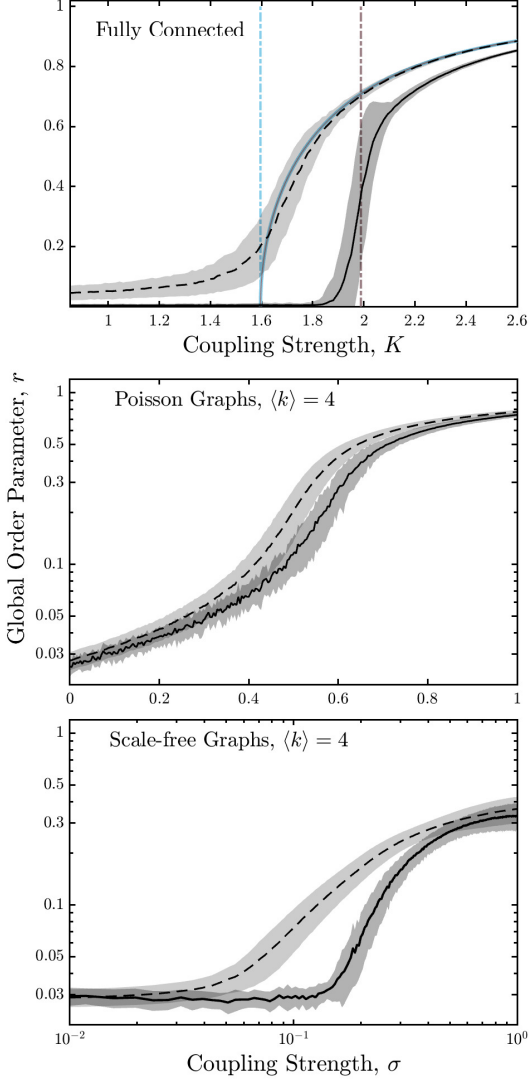 Fully Connected
0.8
0.6
0.4
0.2
1 1.2 1.4 1.6 1.8 2 2.2 2.4 2.6
Coupling Strength, K
Global Order Parameter, r
Poisson Graphs, ⟨k⟩ = 4
1
0.5
0.3
0.1
0.05
0.03
0 0.2 0.4 0.6 0.8 1
Scale-free Graphs, ⟨k⟩ = 4
1
0.5
0.3
0.1
0.05
0.03
10⁻² 10⁻¹ 10⁰
Coupling Strength, σ